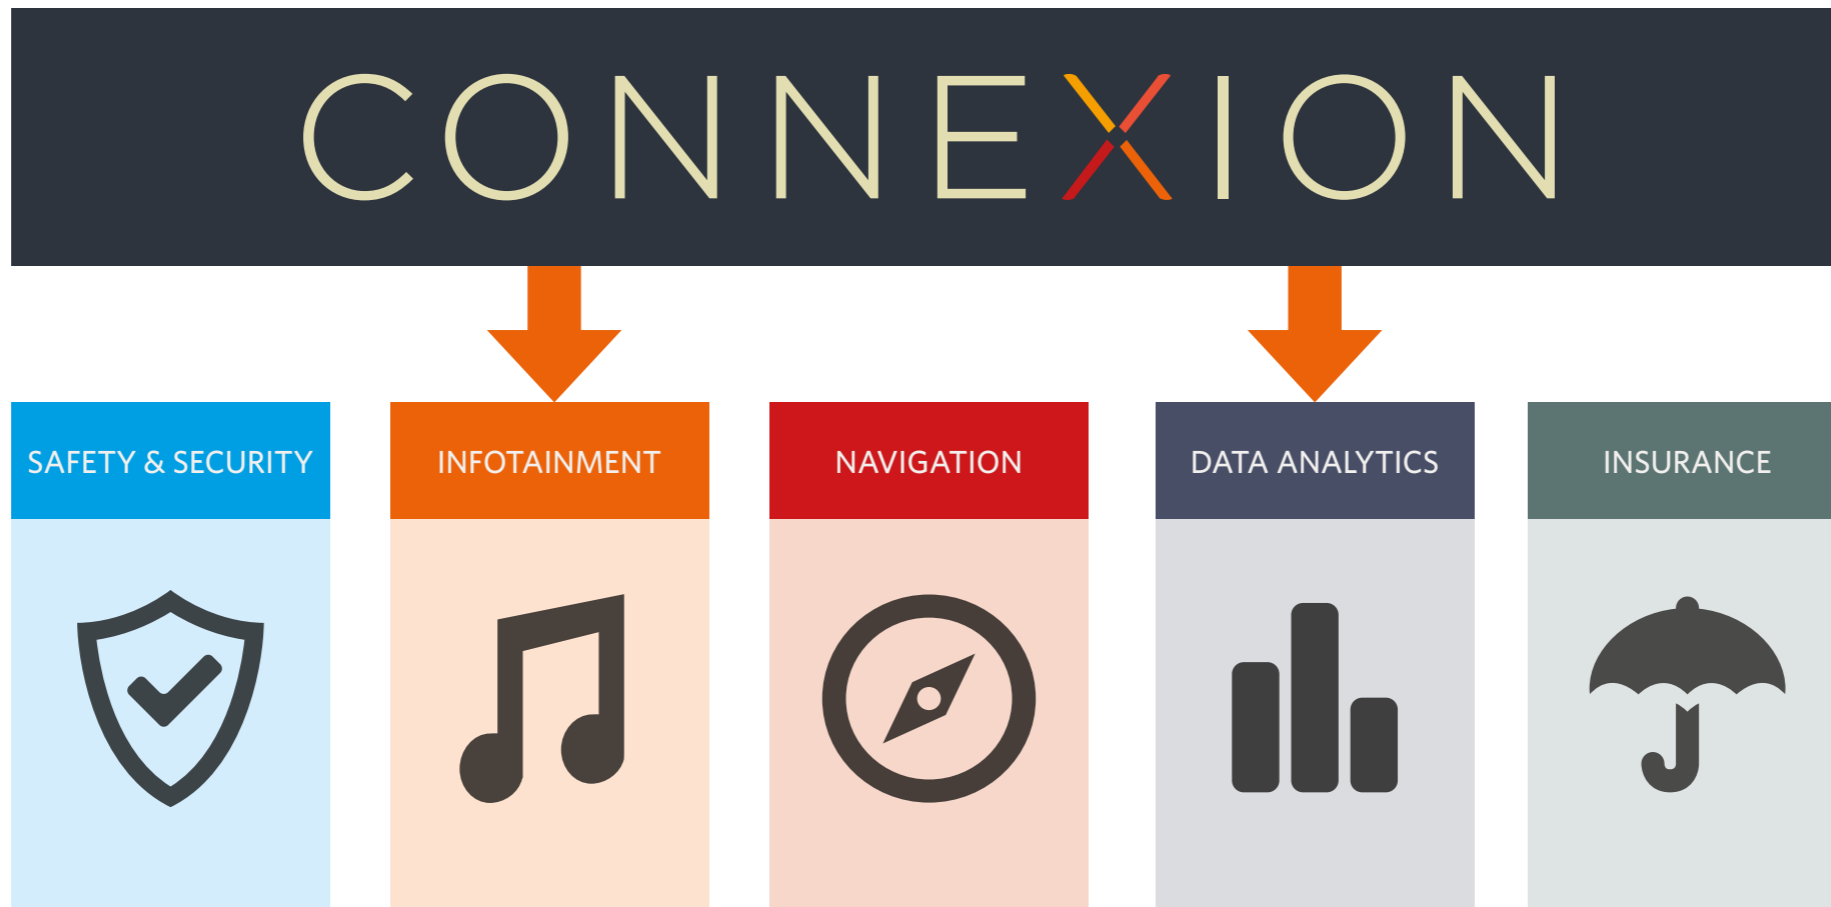 CONNEXION
SAFETY & SECURITY
INFOTAINMENT
NAVIGATION
DATA ANALYTICS
INSURANCE